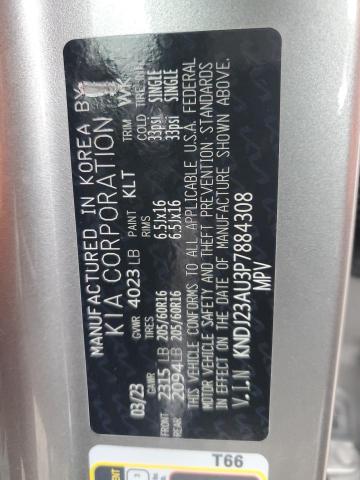 MANUFACTURED IN KOREA BY
KIA CORPORATION
GVWR 4023 LB PAINT KLT TRIM WK
03/23 GAWR TIRES RIMS COLD TIRE INF.
FRONT 2315 LB 205/60R16 6.5Jx16 33psi SINGLE
REAR 2094 LB 205/60R16 6.5Jx16 33psi SINGLE
THIS VEHICLE CONFORMS TO ALL APPLICABLE U.S.A. FEDERAL
MOTOR VEHICLE SAFETY AND THEFT PREVENTION STANDARDS
IN EFFECT ON THE DATE OF MANUFACTURE SHOWN ABOVE.
V.I.N KNDJ23AU3P7884308
MPV
T66